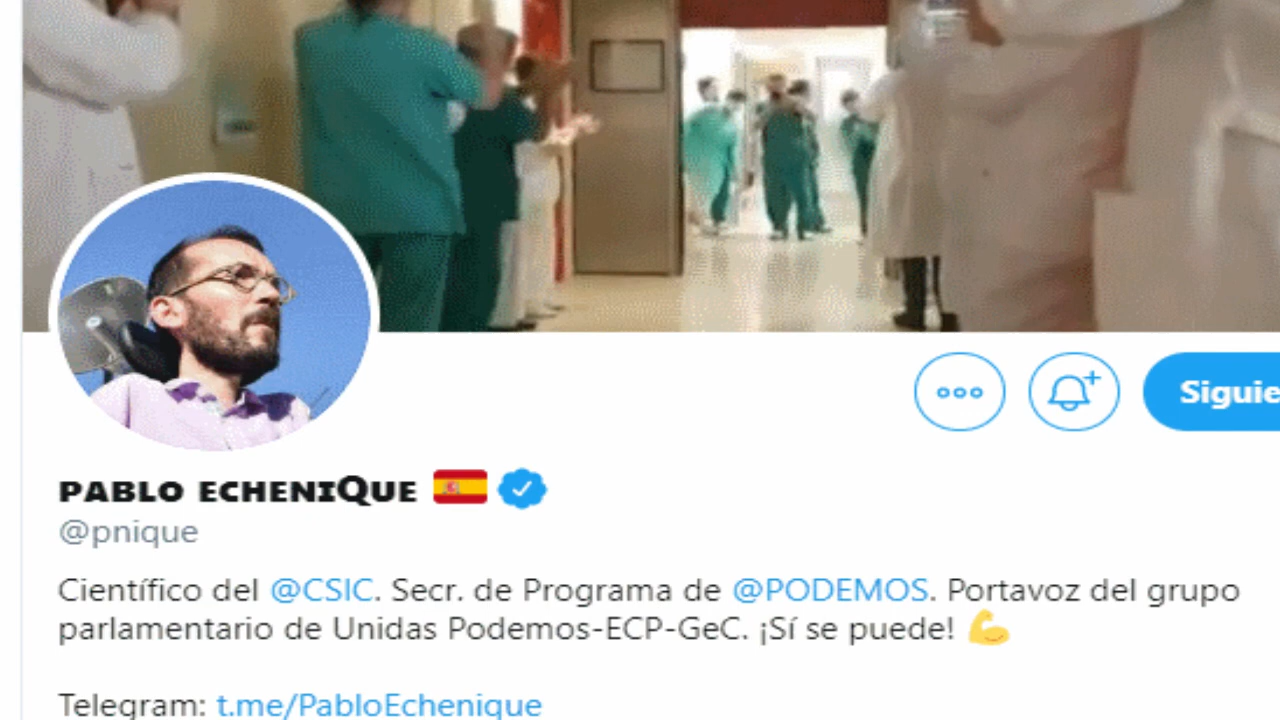 Siguie
PABLO ECHENIQUE 🇪🇸
@pnique
Científico del @CSIC. Secr. de Programa de @PODEMOS. Portavoz del grupo
parlamentario de Unidas Podemos-ECP-GeC. ¡Sí se puede! 💪
Telegram: t.me/PabloEchenique